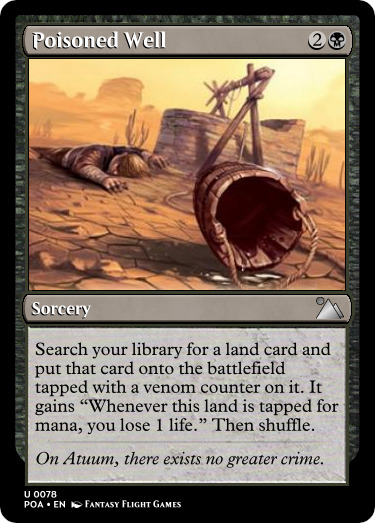 Poisoned Well 2
Sorcery
Search your library for a land card and
put that card onto the battlefield
tapped with a venom counter on it. It
gains “Whenever this land is tapped for
mana, you lose 1 life.” Then shuffle.
On Atuum, there exists no greater crime.
U 0078
POA • EN Fantasy Flight Games